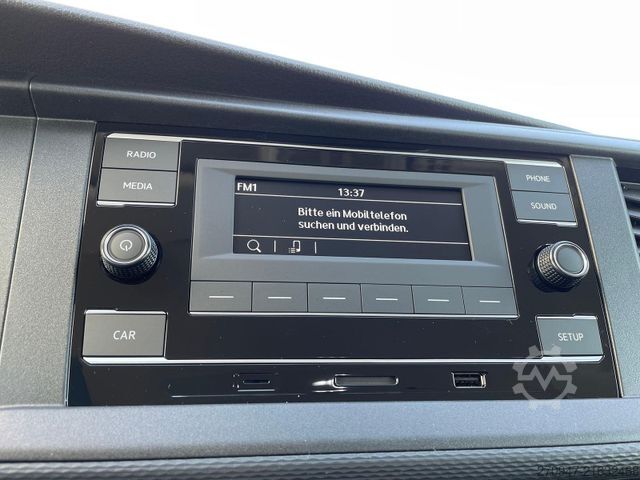 RADIO
MEDIA
FM1 13:37
Bitte ein Mobiltelefon
suchen und verbinden.
PHONE
SOUND
CAR
SETUP